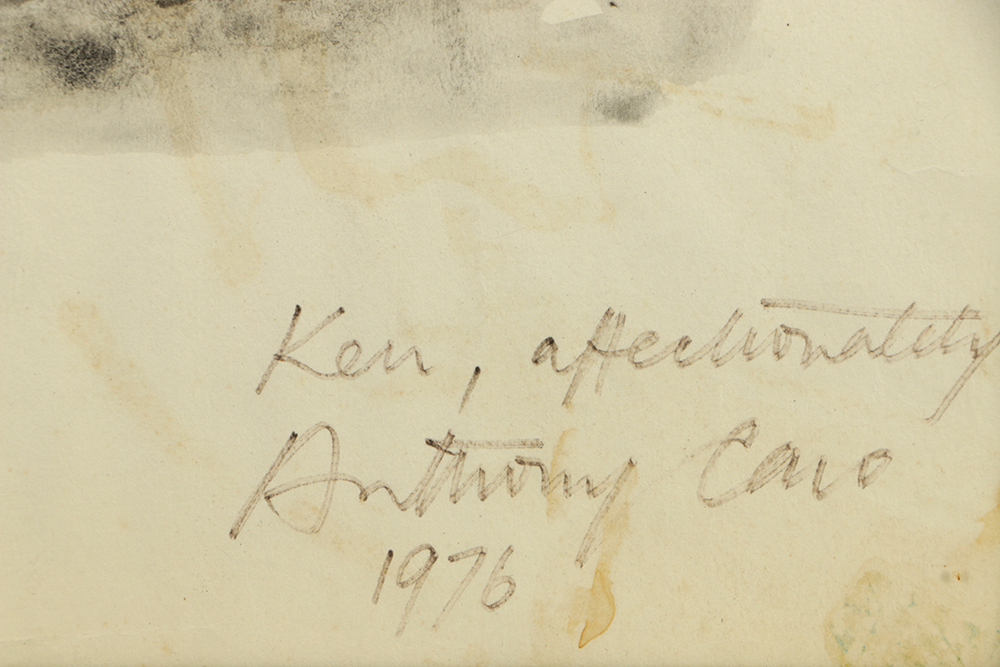 Ken, affectionately
Anthony Caro
1976